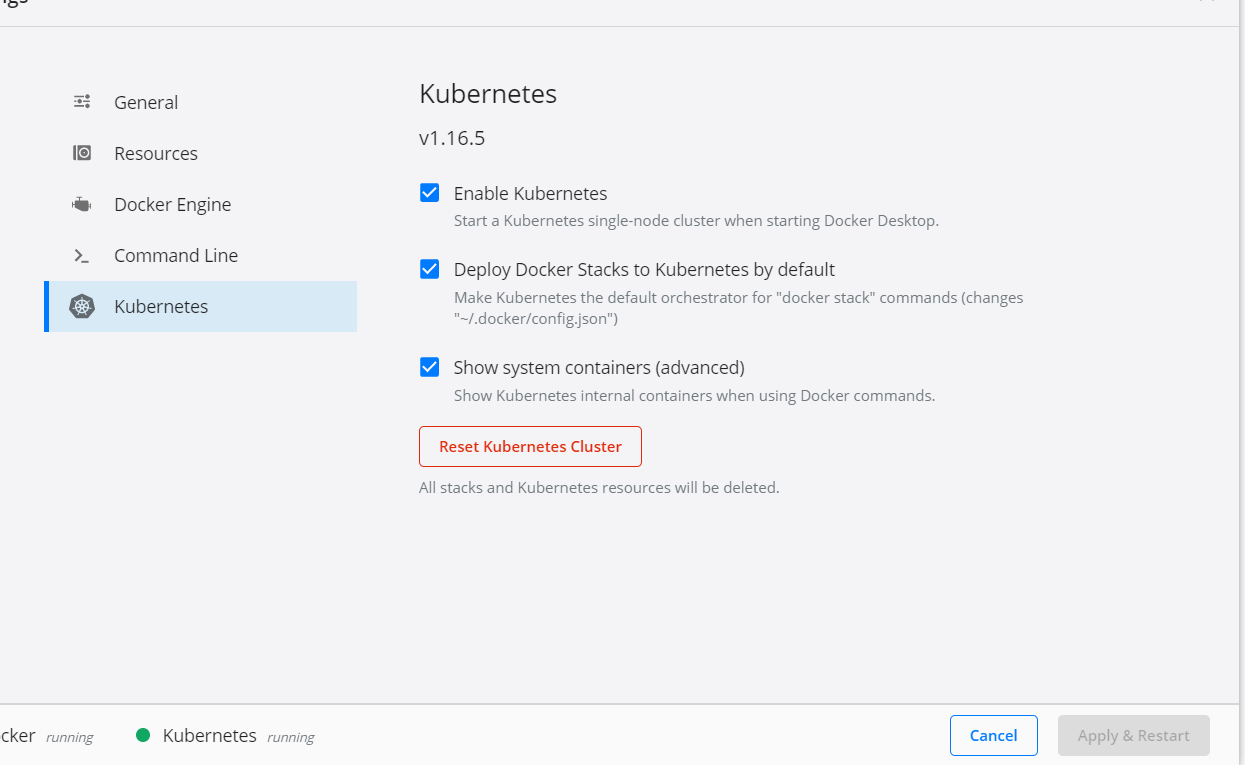 General
Resources
Docker Engine
Command Line
Kubernetes
Kubernetes
v1.16.5
Enable Kubernetes
Start a Kubernetes single-node cluster when starting Docker Desktop.
Deploy Docker Stacks to Kubernetes by default
Make Kubernetes the default orchestrator for "docker stack" commands (changes
"~/.docker/config.json")
Show system containers (advanced)
Show Kubernetes internal containers when using Docker commands.
Reset Kubernetes Cluster
All stacks and Kubernetes resources will be deleted.
cker running Kubernetes running
Cancel
Apply & Restart